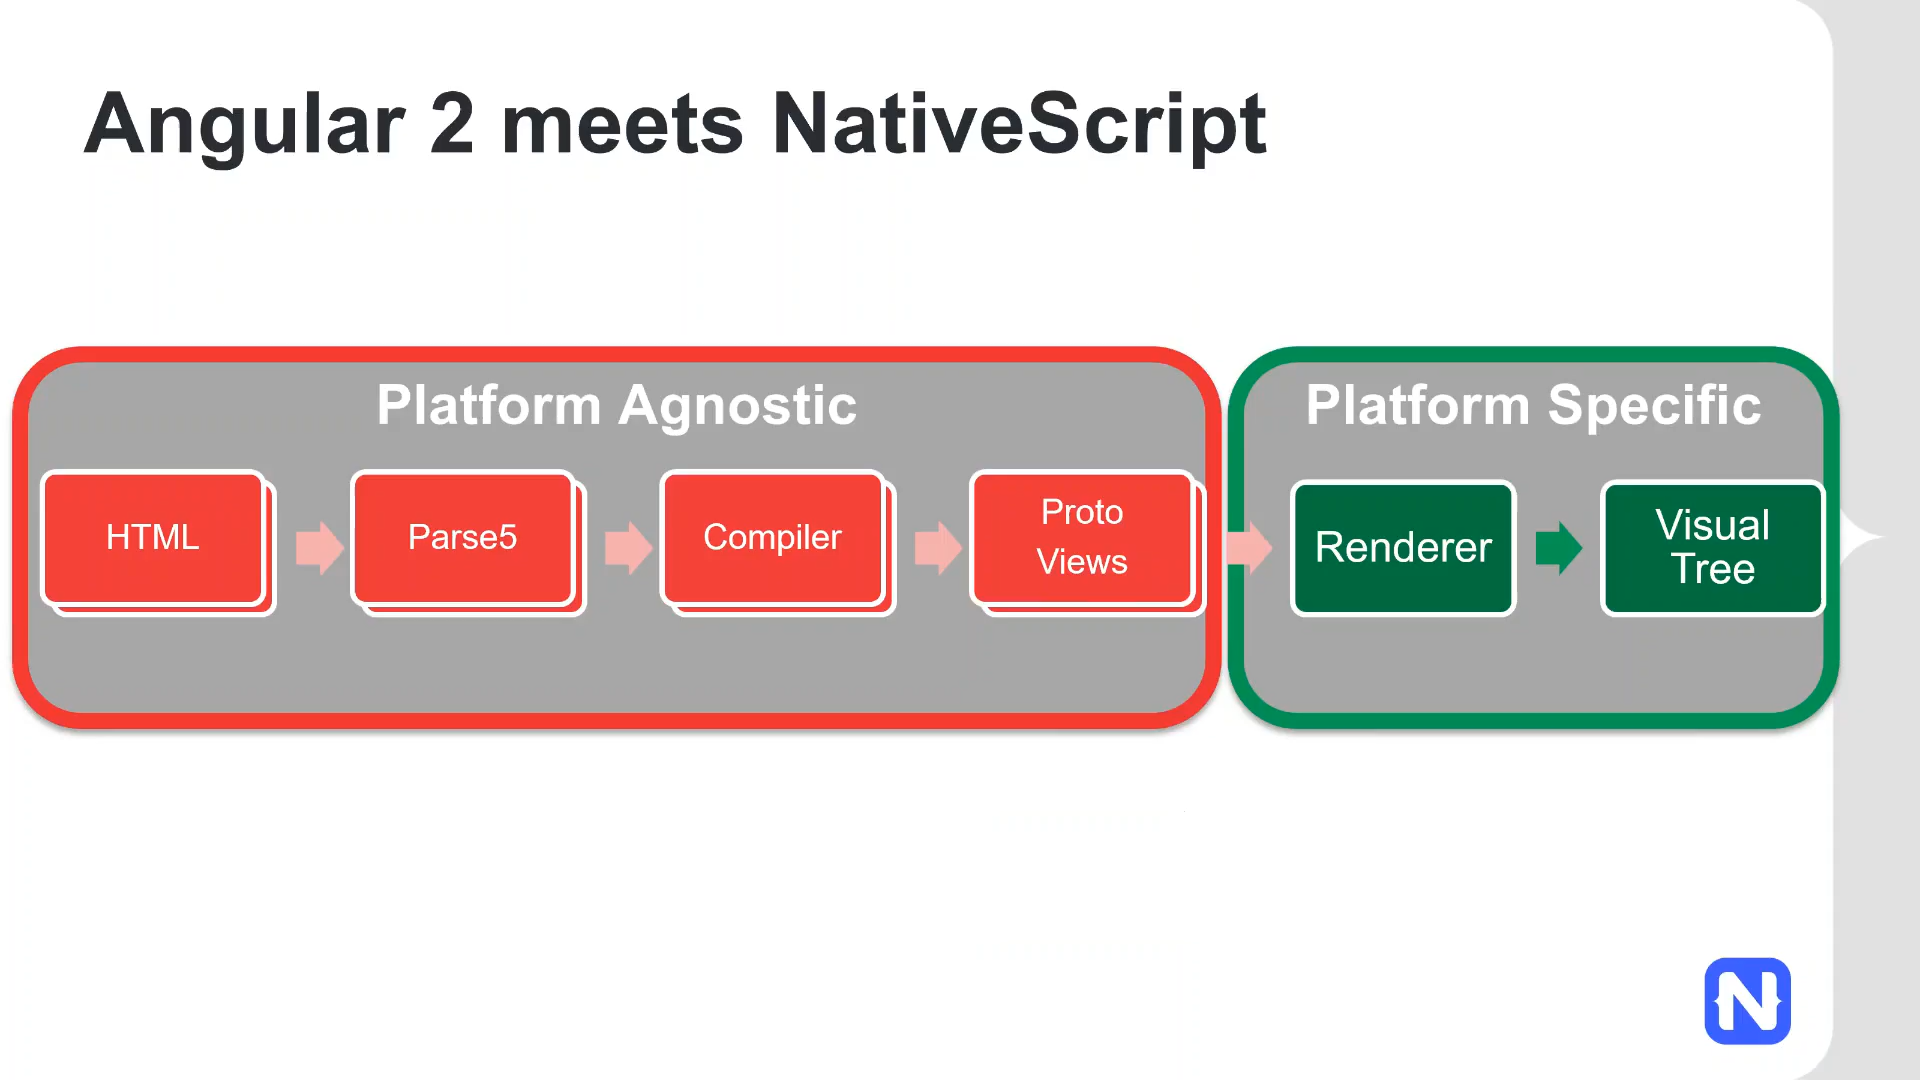 Angular 2 meets NativeScript
Platform Agnostic
HTML
Parse5
Compiler
Proto
Views
Platform Specific
Renderer
Visual
Tree
N